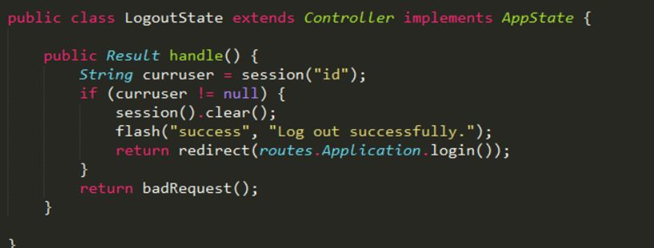 public class LogoutState extends Controller implements AppState {
public Result handle() {
String curruser = session("id");
if (curruser != null) {
session().clear();
flash("success", "Log out successfully.");
return redirect(routes.Application.login());
}
return badRequest();
}
}